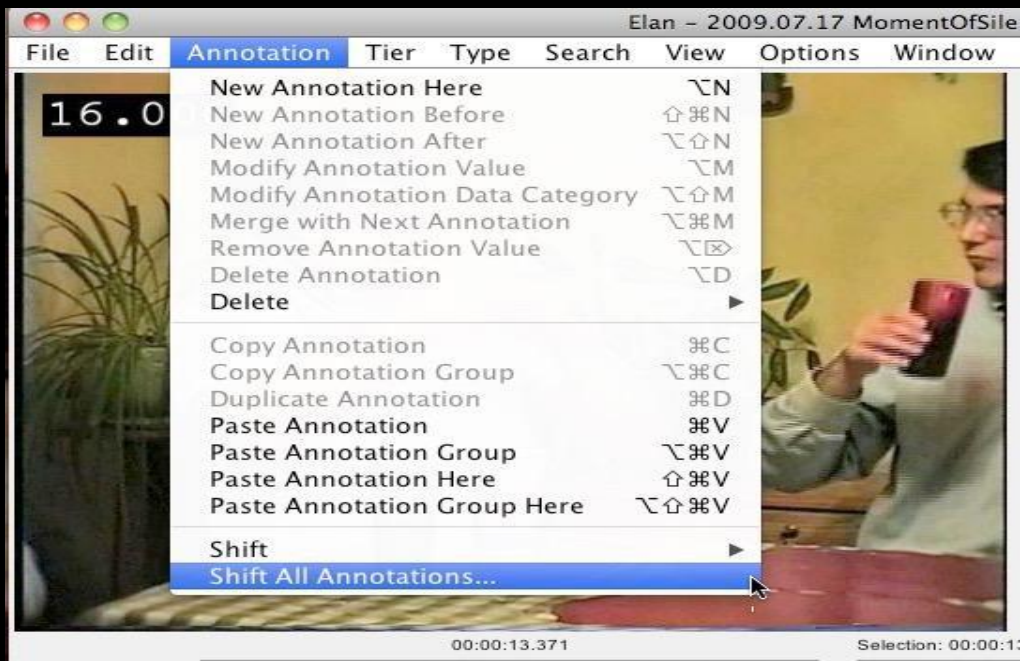 Elan - 2009.07.17 MomentOfSile
File Edit Annotation Tier Type Search View Options Window
16.0
New Annotation Here ⌥N
New Annotation Before ⇧⌘N
New Annotation After ⌥⇧N
Modify Annotation Value ⌥M
Modify Annotation Data Category ⌥⇧M
Merge with Next Annotation ⌥⌘M
Remove Annotation Value ⌥⌦
Delete Annotation ⌥D
Delete ▶
Copy Annotation ⌘C
Copy Annotation Group ⌥⌘C
Duplicate Annotation ⌘D
Paste Annotation ⌘V
Paste Annotation Group ⌥⌘V
Paste Annotation Here ⇧⌘V
Paste Annotation Group Here ⌥⇧⌘V
Shift ▶
Shift All Annotations...
00:00:13.371 Selection: 00:00:13